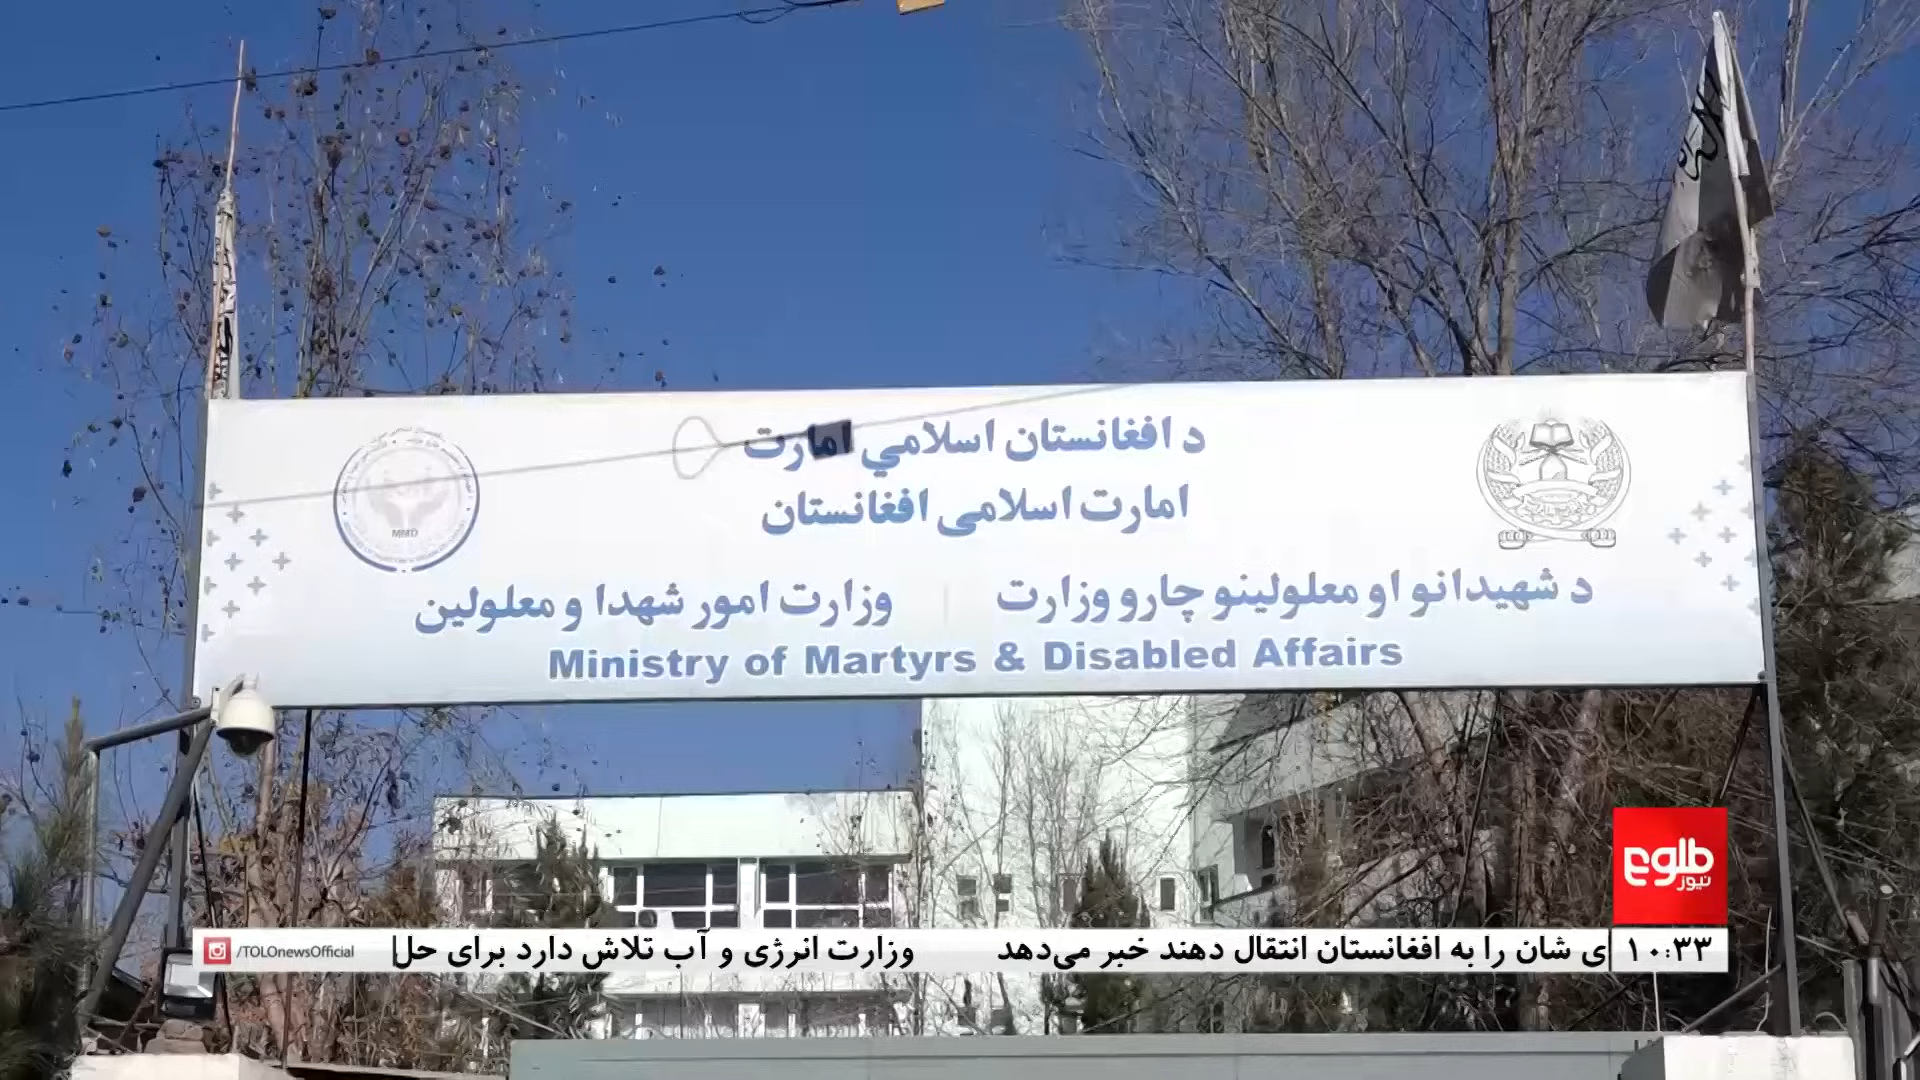 د افغانستان اسلامي امارت
امارت اسلامی افغانستان
د شهیدانو او معلولینو چارو وزارت
وزارت امور شهدا و معلولین
Ministry of Martyrs & Disabled Affairs
MMD
طلوع
نیوز
۱۰:۳۳
ی شان را به افغانستان انتقال دهند خبر می‌دهد
وزارت انرژی و آب تلاش دارد برای حل
/TOLOnewsOfficial